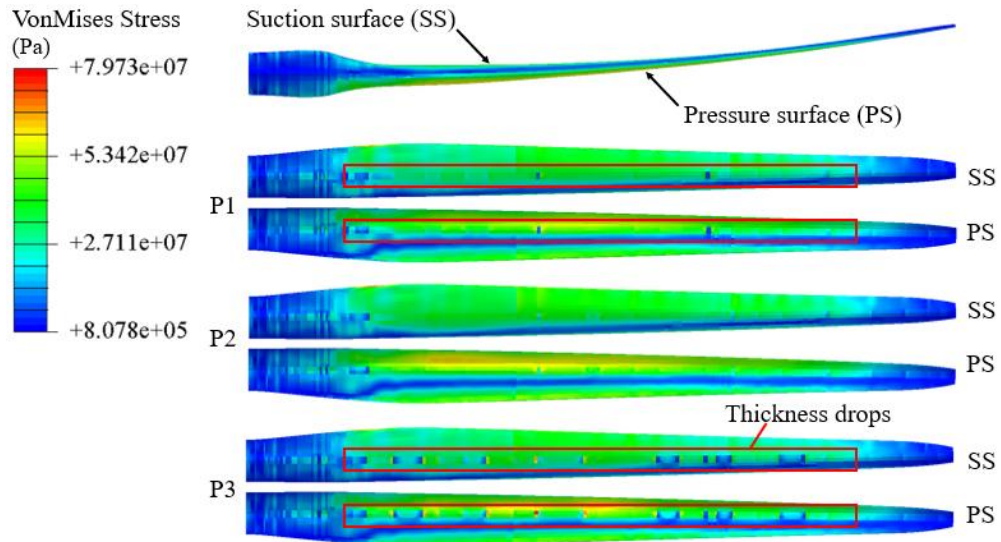 VonMises Stress
(Pa)
+7.973e+07
+5.342e+07
+2.711e+07
+8.078e+05
Suction surface (SS)
Pressure surface (PS)
P1
SS
PS
P2
SS
PS
Thickness drops
P3
SS
PS